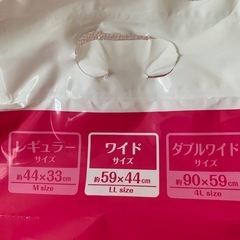 レギュラー
サイズ
約44×33cm
M size
ワイド
サイズ
約59×44cm
LL size
ダブルワイド
サイズ
約90×59cm
4L size